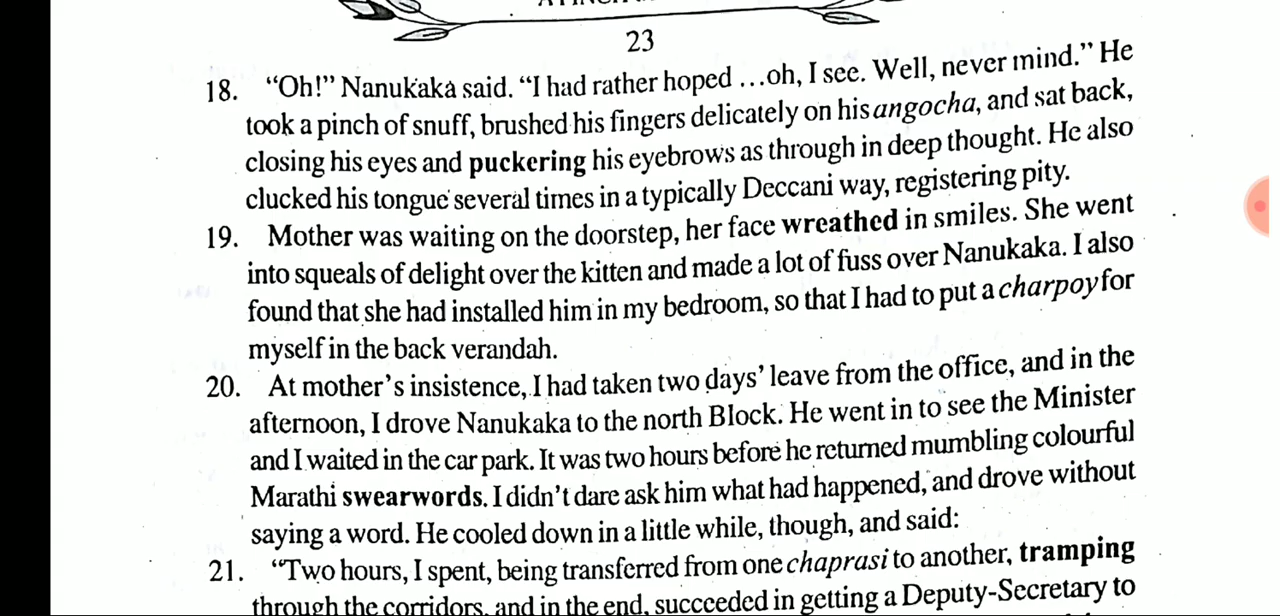 23
18. “Oh!” Nanukaka said. “I had rather hoped ...oh, I see. Well, never mind.” He
took a pinch of snuff, brushed his fingers delicately on his angocha, and sat back,
closing his eyes and puckering his eyebrows as through in deep thought. He also
clucked his tongue several times in a typically Deccani way, registering pity.
19. Mother was waiting on the doorstep, her face wreathed in smiles. She went
into squeals of delight over the kitten and made a lot of fuss over Nanukaka. I also
found that she had installed him in my bedroom, so that I had to put a charpoy for
myself in the back verandah.
20. At mother’s insistence, I had taken two days’ leave from the office, and in the
afternoon, I drove Nanukaka to the north Block. He went in to see the Minister
and I waited in the car park. It was two hours before he returned mumbling colourful
Marathi swearwords. I didn’t dare ask him what had happened, and drove without
saying a word. He cooled down in a little while, though, and said:
21. “Two hours, I spent, being transferred from one chaprasi to another, tramping
through the corridors, and in the end, succeeded in getting a Deputy-Secretary to